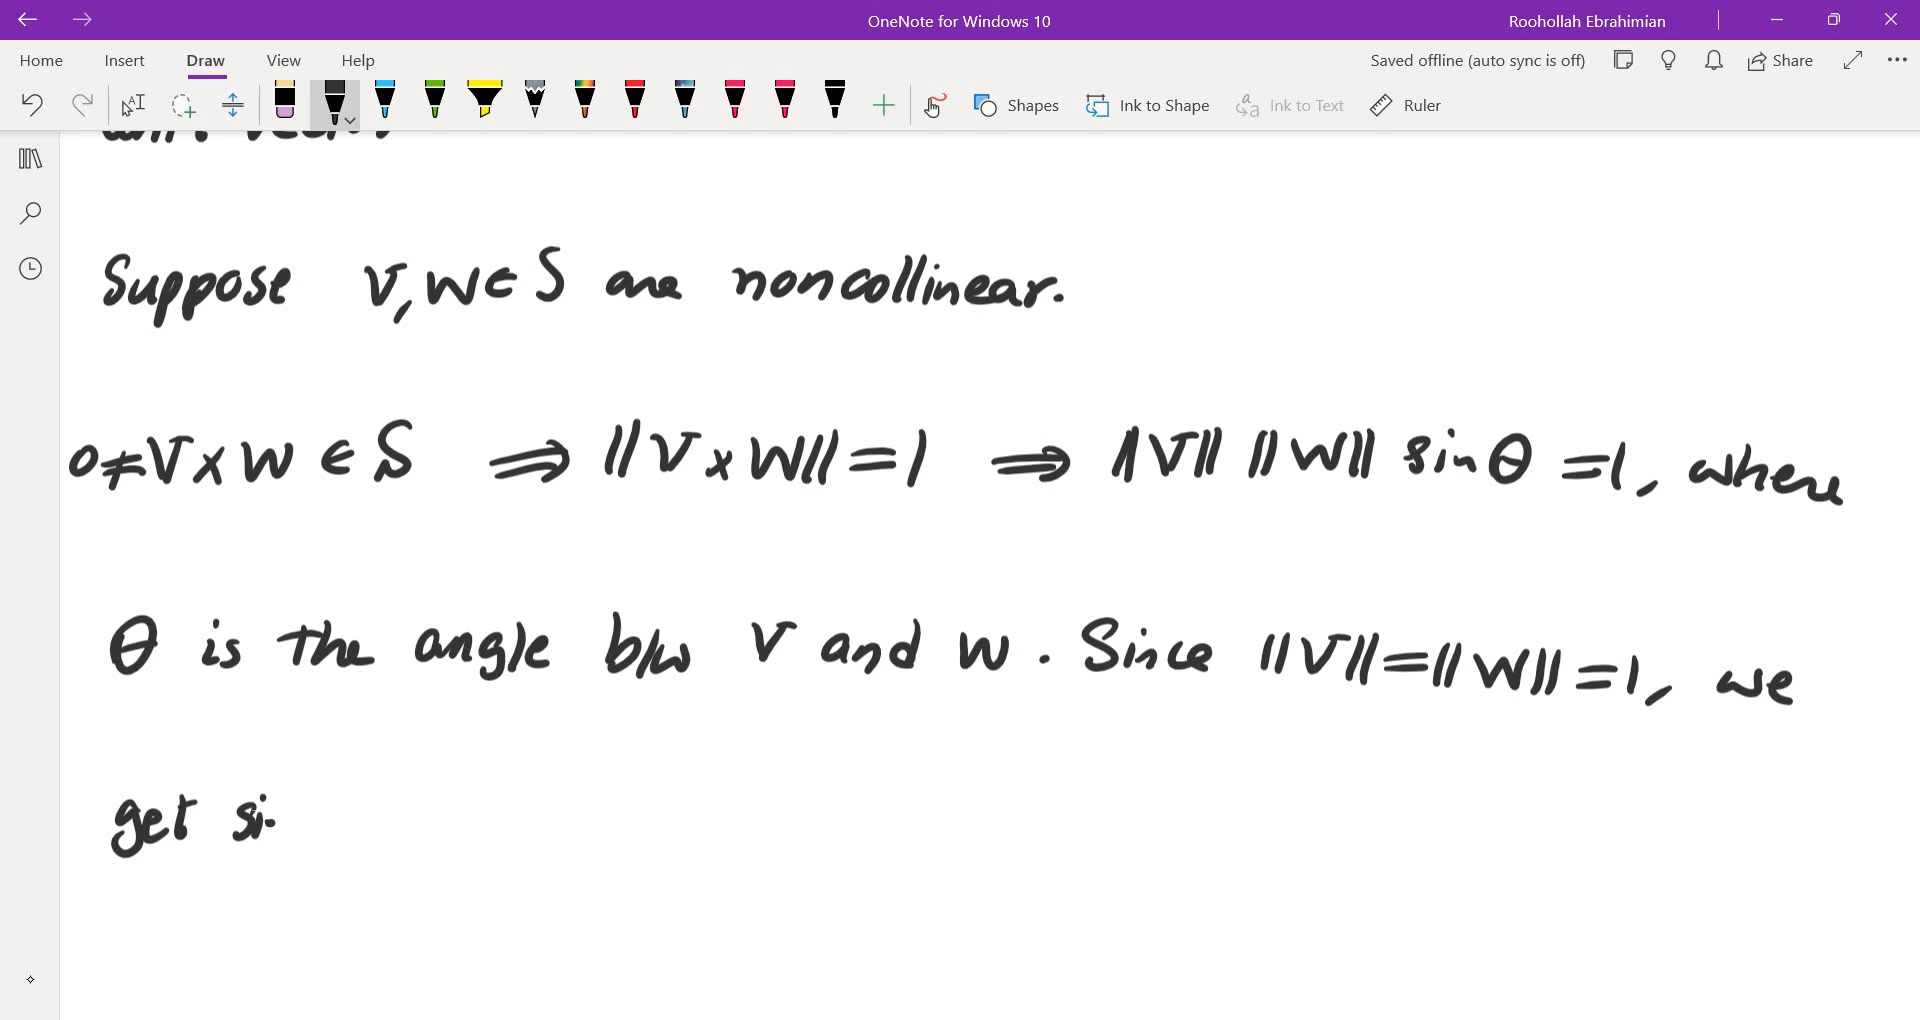 OneNote for Windows 10
Roohollah Ebrahimian
Home Insert Draw View Help
Saved offline (auto sync is off) Share
Shapes Ink to Shape Ink to Text Ruler
Suppose v, w ∈ S are noncollinear.
0 ≠ v × w ∈ S ⟹ ||v × w|| = 1 ⟹ ||v|| ||w|| sin θ = 1, where
θ is the angle b/w v and w. Since ||v|| = ||w|| = 1, we
get si